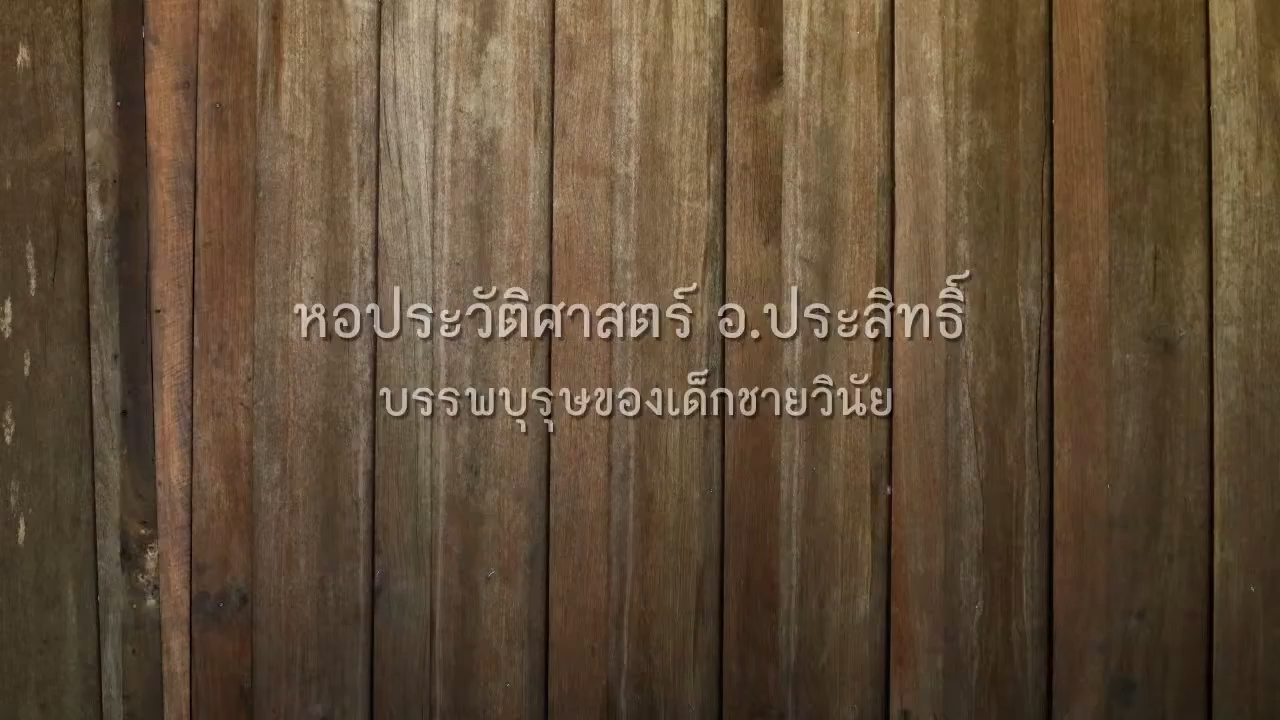 หอประวัติศาสตร์ อ.ประสิทธิ์
บรรพบุรุษของเด็กชายวินัย